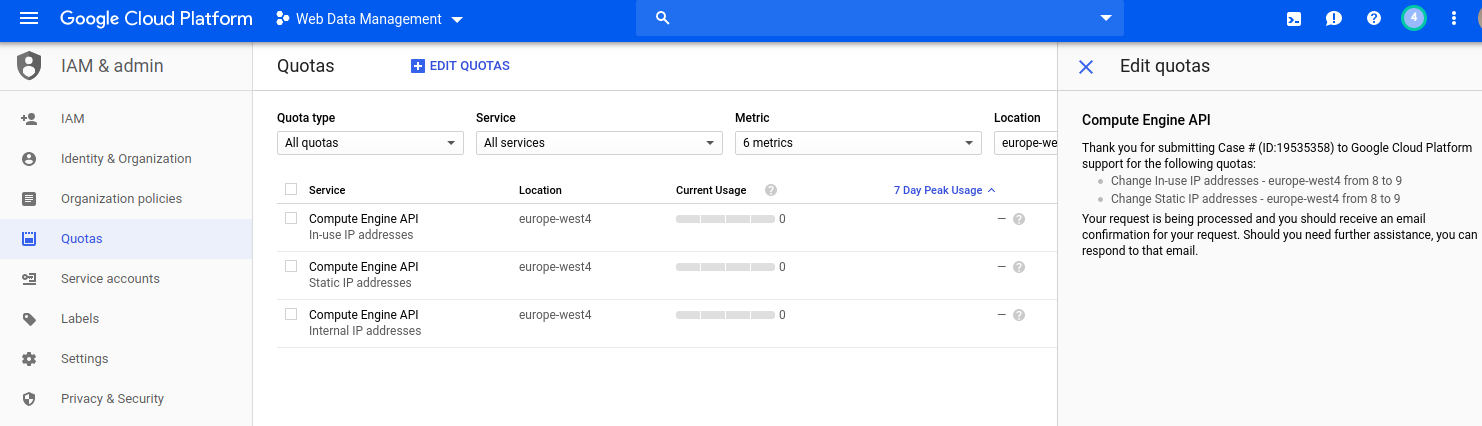 Google Cloud Platform
Web Data Management
4
IAM & admin
IAM
Identity & Organization
Organization policies
Quotas
Service accounts
Labels
Settings
Privacy & Security
Quotas
EDIT QUOTAS
Quota type Service Metric Location
All quotas All services 6 metrics europe-we
Service Location Current Usage ? 7 Day Peak Usage
Compute Engine API europe-west4 0 — ?
In-use IP addresses
Compute Engine API europe-west4 0 — ?
Static IP addresses
Compute Engine API europe-west4 0 — ?
Internal IP addresses
Edit quotas
Compute Engine API
Thank you for submitting Case # (ID:19535358) to Google Cloud Platform
support for the following quotas:
• Change In-use IP addresses - europe-west4 from 8 to 9
• Change Static IP addresses - europe-west4 from 8 to 9
Your request is being processed and you should receive an email
confirmation for your request. Should you need further assistance, you can
respond to that email.